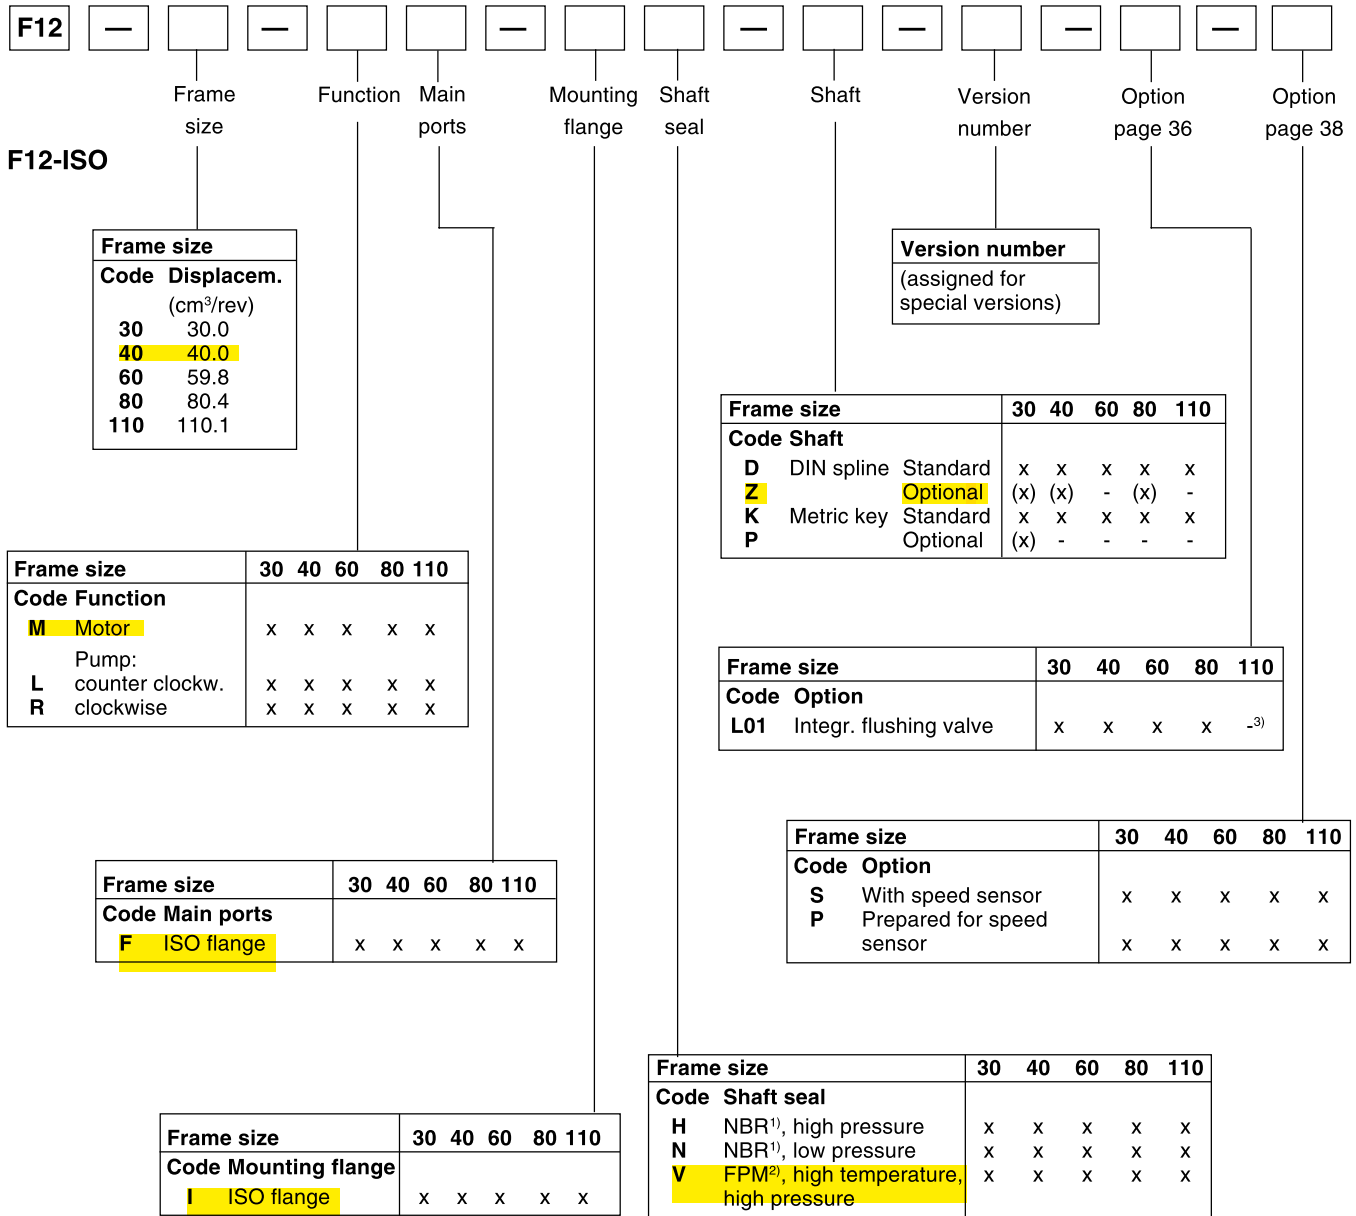 F12 — — — — — — —
Frame size
Function
Main ports
Mounting flange
Shaft seal
Shaft
Version number
Option page 36
Option page 38
F12-ISO
Frame size
Code Displacem.
(cm³/rev)
30 30.0
40 40.0
60 59.8
80 80.4
110 110.1
Version number
(assigned for
special versions)
Frame size 30 40 60 80 110
Code Shaft
D DIN spline Standard x x x x x
Z Optional (x) (x) - (x) -
K Metric key Standard x x x x x
P Optional (x) - - - -
Frame size 30 40 60 80 110
Code Function
M Motor x x x x x
Pump:
L counter clockw. x x x x x
R clockwise x x x x x
Frame size 30 40 60 80 110
Code Option
L01 Integr. flushing valve x x x x -3)
Frame size 30 40 60 80 110
Code Main ports
F ISO flange x x x x x
Frame size 30 40 60 80 110
Code Option
S With speed sensor x x x x x
P Prepared for speed
sensor x x x x x
Frame size 30 40 60 80 110
Code Mounting flange
I ISO flange x x x x x
Frame size 30 40 60 80 110
Code Shaft seal
H NBR1), high pressure x x x x x
N NBR1), low pressure x x x x x
V FPM2), high temperature, x x x x x
high pressure